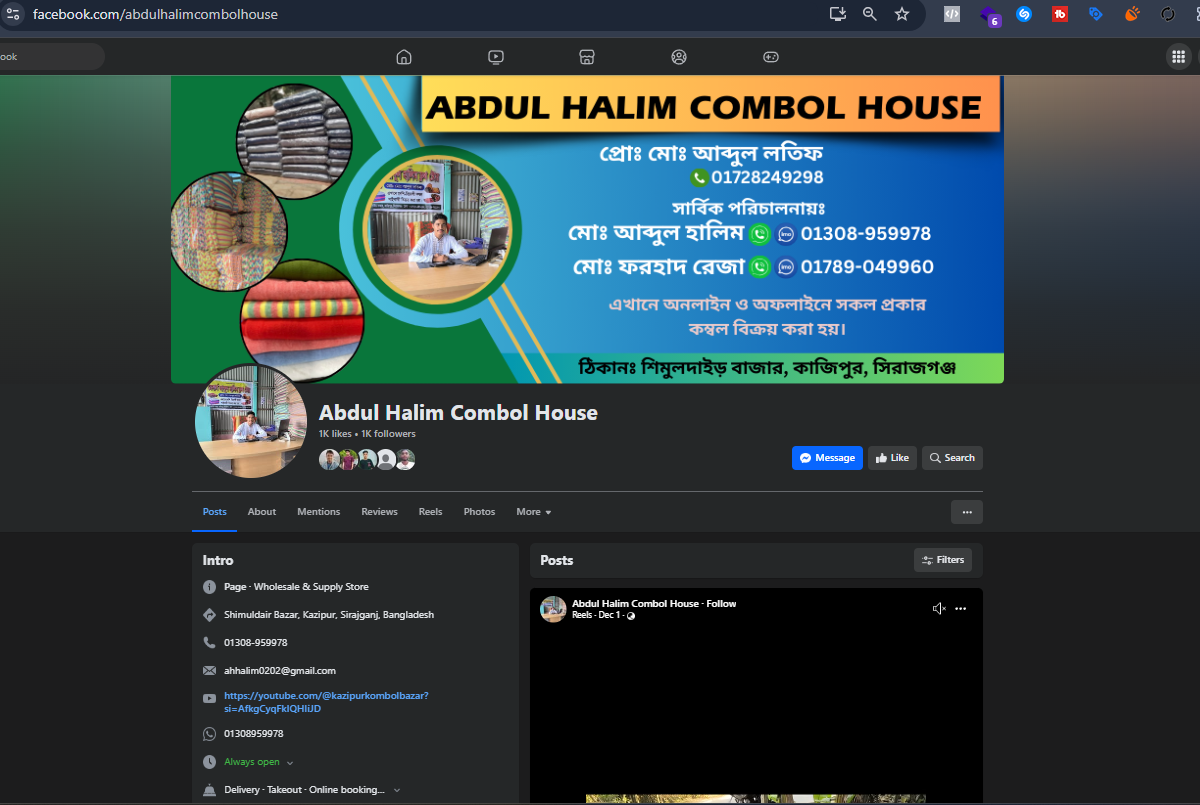 facebook.com/abdulhalimcombolhouse
6
ook
ABDUL HALIM COMBOL HOUSE
প্রোঃ মোঃ আব্দুল লতিফ
01728249298
সার্বিক পরিচালনায়ঃ
মোঃ আব্দুল হালিম imo 01308-959978
মোঃ ফরহাদ রেজা imo 01789-049960
এখানে অনলাইন ও অফলাইনে সকল প্রকার
কম্বল বিক্রয় করা হয়।
ঠিকানঃ শিমুলদাইড় বাজার, কাজিপুর, সিরাজগঞ্জ
Abdul Halim Combol House
1K likes • 1K followers
Message Like Search
Posts About Mentions Reviews Reels Photos More
Intro
Page · Wholesale & Supply Store
Shimuldair Bazar, Kazipur, Sirajganj, Bangladesh
01308-959978
ahhalim0202@gmail.com
https://youtube.com/@kazipurkombolbazar?
si=AfkgCyqFklQHIiJD
01308959978
Always open
Delivery · Takeout · Online booking...
Posts Filters
Abdul Halim Combol House · Follow
Reels · Dec 1 ·